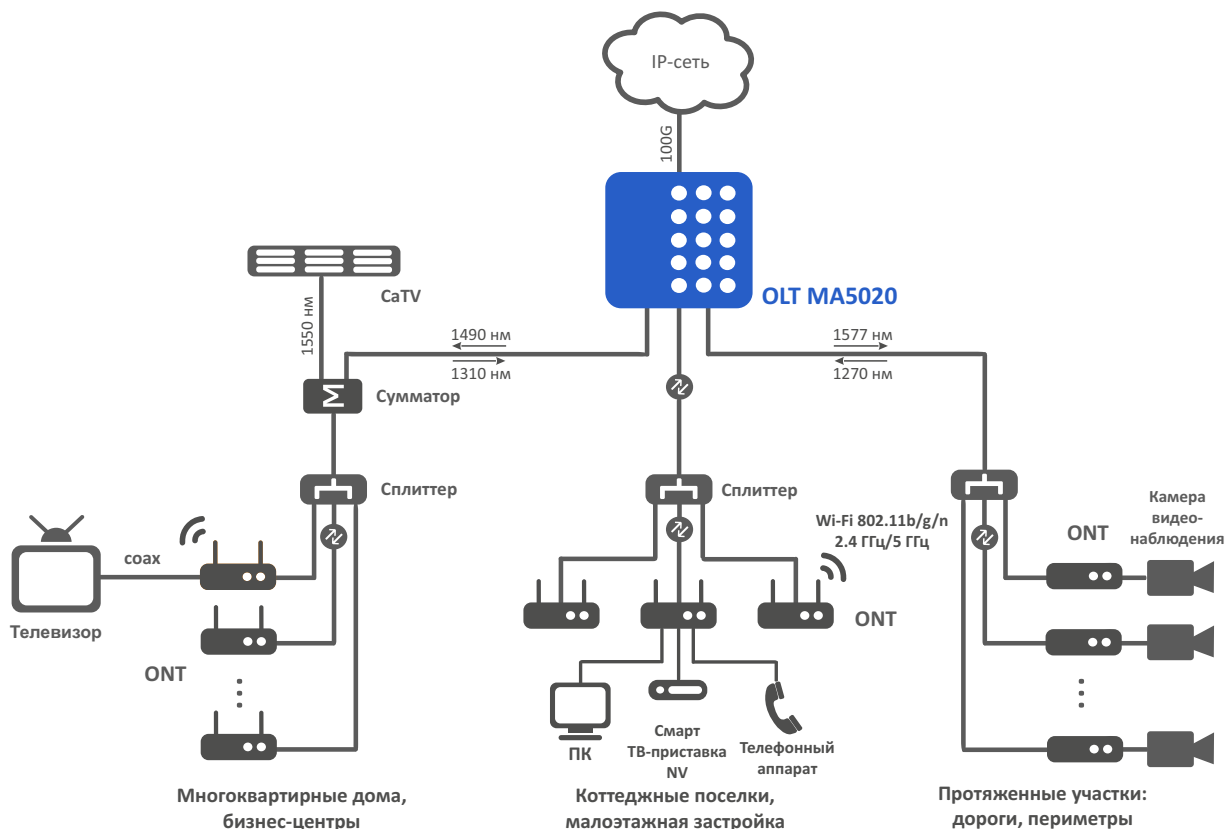 IP-сеть
100G
OLT MA5020
CaTV
1550 нм
1490 нм
1310 нм
1577 нм
1270 нм
Сумматор
Сплиттер
Сплиттер
Wi-Fi 802.11b/g/n
2.4 ГГц/5 ГГц
ONT
Камера
видео-
наблюдения
соах
Телевизор
ONT
ONT
ПК
Смарт
ТВ-приставка
NV
Телефонный
аппарат
Многоквартирные дома,
бизнес-центры
Коттеджные поселки,
малоэтажная застройка
Протяженные участки:
дороги, периметры